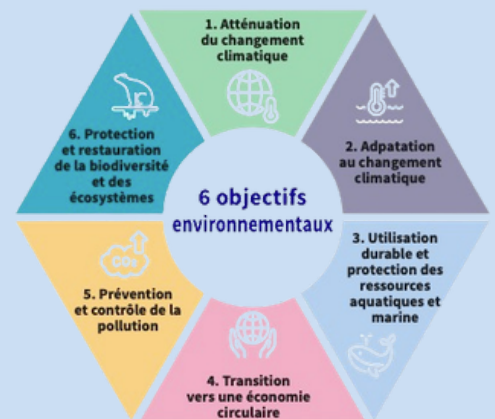 1. Atténuation
du changement
climatique
2. Adpatation
au changement
climatique
3. Utilisation
durable et
protection des
ressources
aquatiques et
marine
4. Transition
vers une économie
circulaire
5. Prévention
et contrôle de la
pollution
CO₂
6. Protection
et restauration
de la biodiversité
et des
écosystèmes
6 objectifs
environnementaux